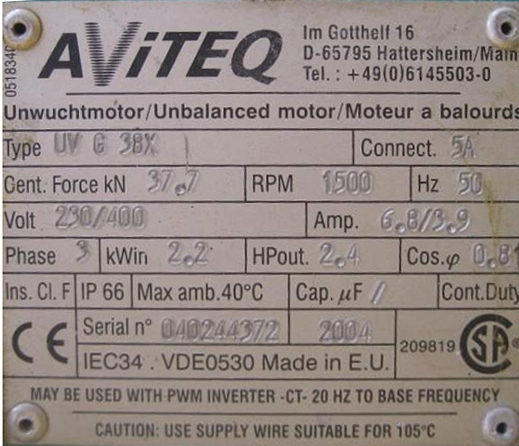 0518340
AViTEQ
Im Gotthelf 16
D-65795 Hattersheim/Main
Tel.: +49(0)6145503-0
Unwuchtmotor/Unbalanced motor/Moteur a balourds
Type UV G 38X Connect. 5A
Cent. Force kN 37.7 RPM 1500 Hz 50
Volt 230/400 Amp. 6.8/3.9
Phase 3 kWin 2.2 HPout. 2.4 Cos.φ 0.81
Ins. Cl. F IP 66 Max amb.40°C Cap. µF / Cont.Duty
CE Serial n° 040244372 2004 209819 SA®
IEC34 . VDE0530 Made in E.U.
MAY BE USED WITH PWM INVERTER -CT- 20 HZ TO BASE FREQUENCY
CAUTION: USE SUPPLY WIRE SUITABLE FOR 105°C